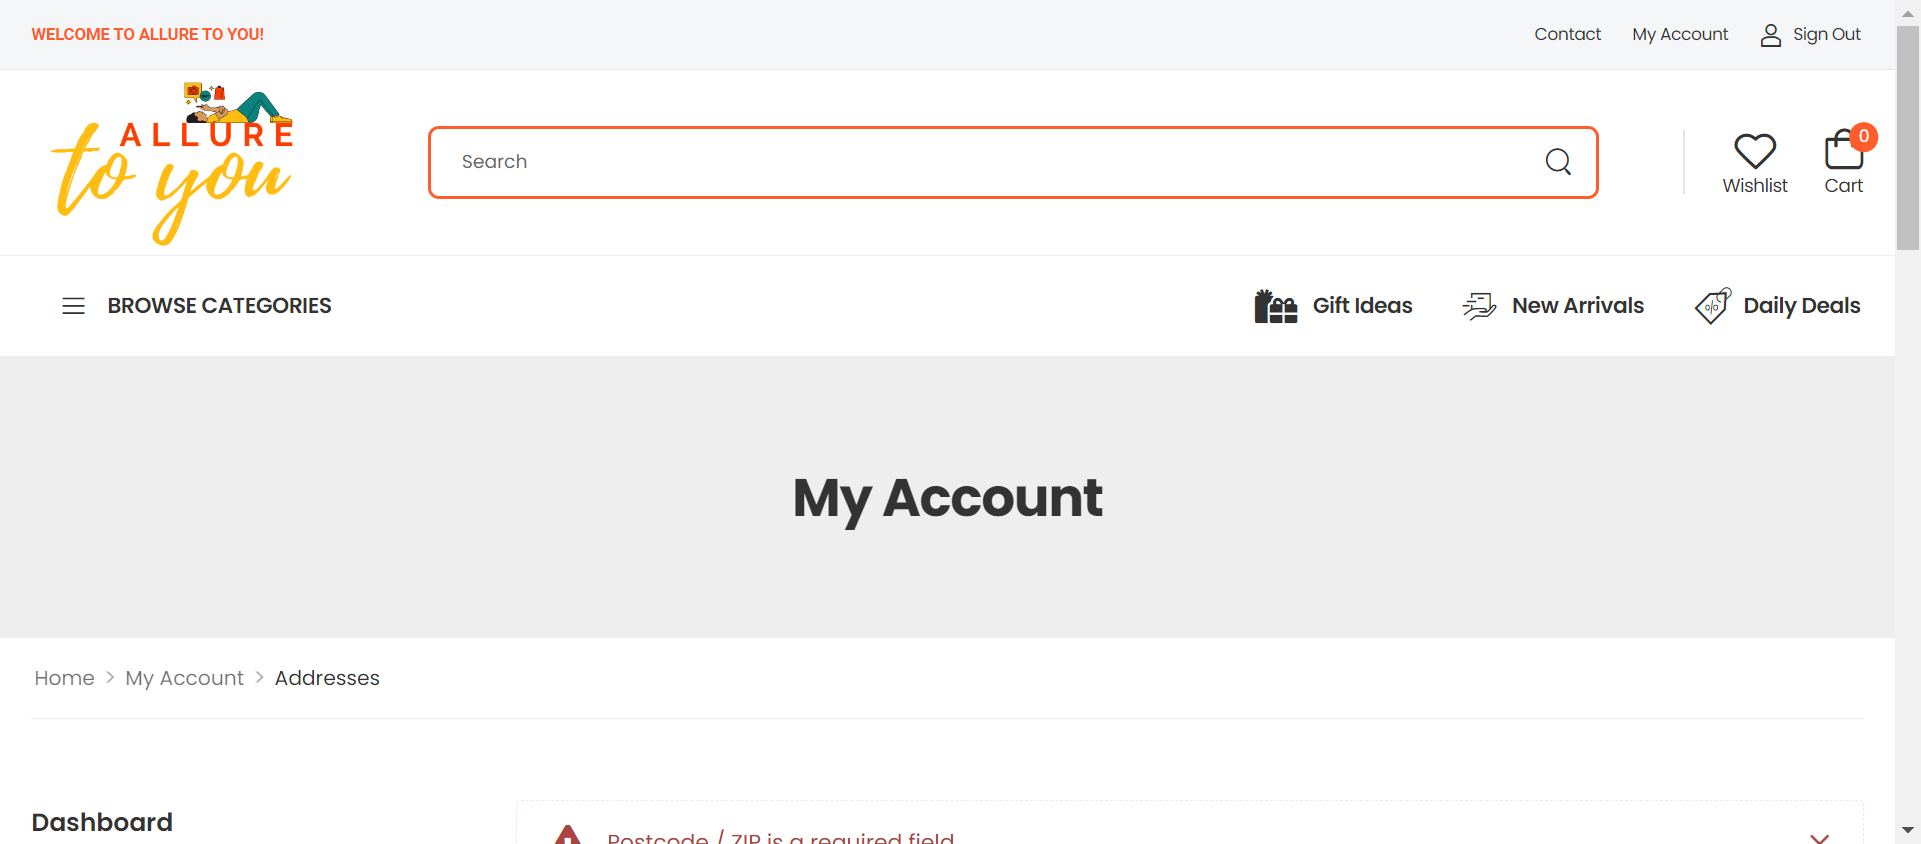 WELCOME TO ALLURE TO YOU!
Contact
My Account
Sign Out
ALLURE
to you
Search
Wishlist
0
Cart
BROWSE CATEGORIES
Gift Ideas
New Arrivals
Daily Deals
My Account
Home > My Account > Addresses
Dashboard
Postcode / ZIP is a required field